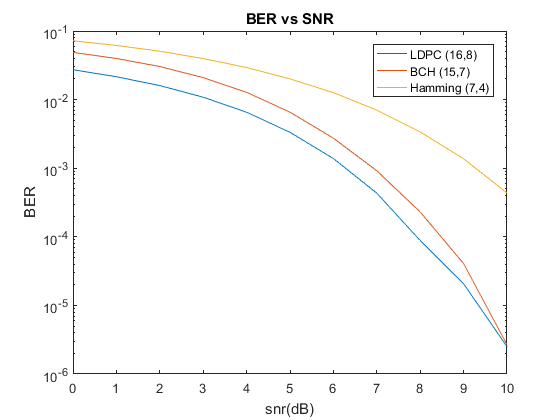 BER vs SNR
LDPC (16,8)
BCH (15,7)
Hamming (7,4)
BER
10^-1
10^-2
10^-3
10^-4
10^-5
10^-6
0 1 2 3 4 5 6 7 8 9 10
snr(dB)